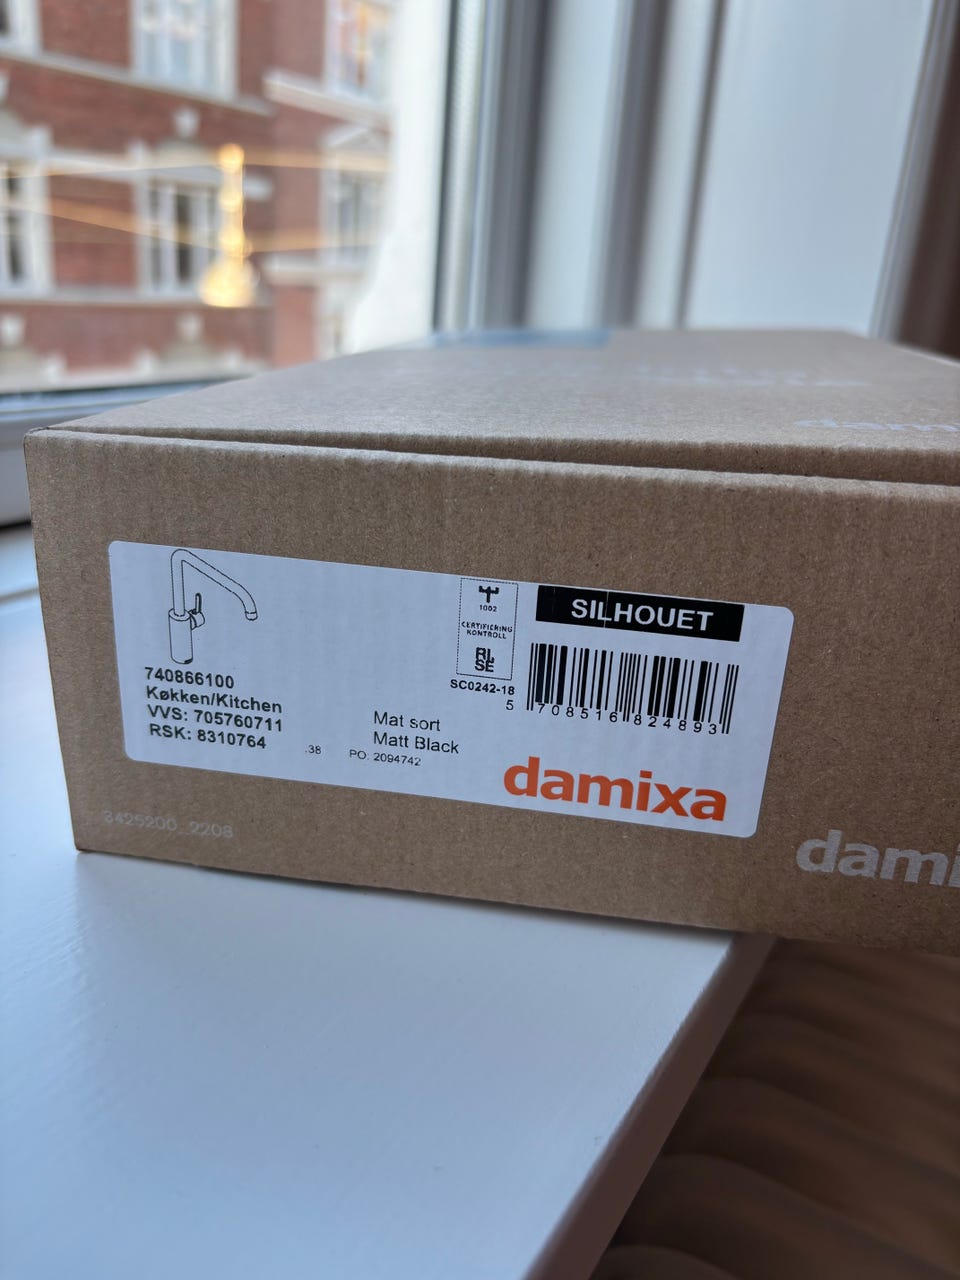 740866100
Køkken/Kitchen
VVS: 705760711
RSK: 8310764
.38
Mat sort
Matt Black
PO: 2094742
1002
CERTIFIERING
KONTROLL
RI.
SE
SC0242-18
SILHOUET
5 708516 824893
damixa
3425200_2208
dami
dam